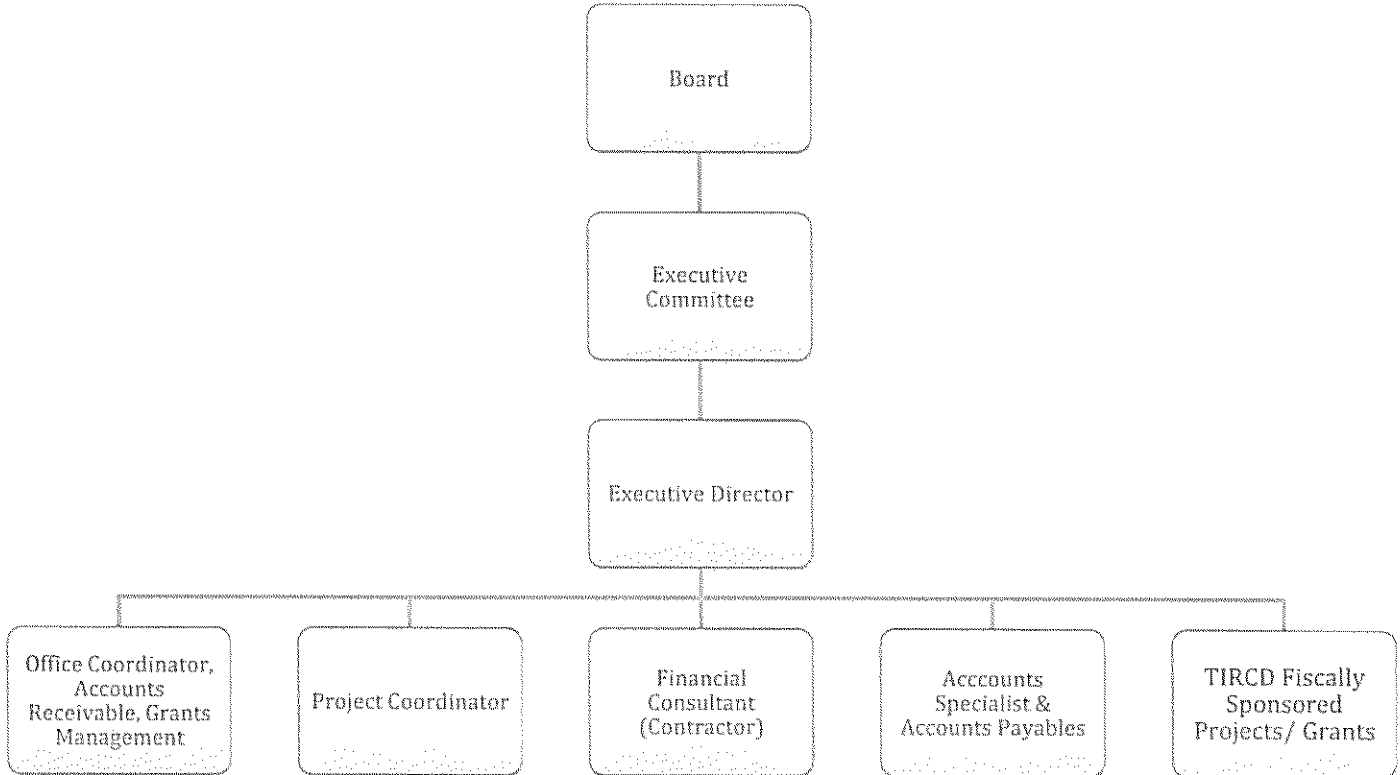 Board
Executive
Committee
Executive Director
Office Coordinator,
Accounts
Receivable, Grants
Management
Project Coordinator
Financial
Consultant
(Contractor)
Acccounts
Specialist &
Accounts Payables
TIRCD Fiscally
Sponsored
Projects/ Grants